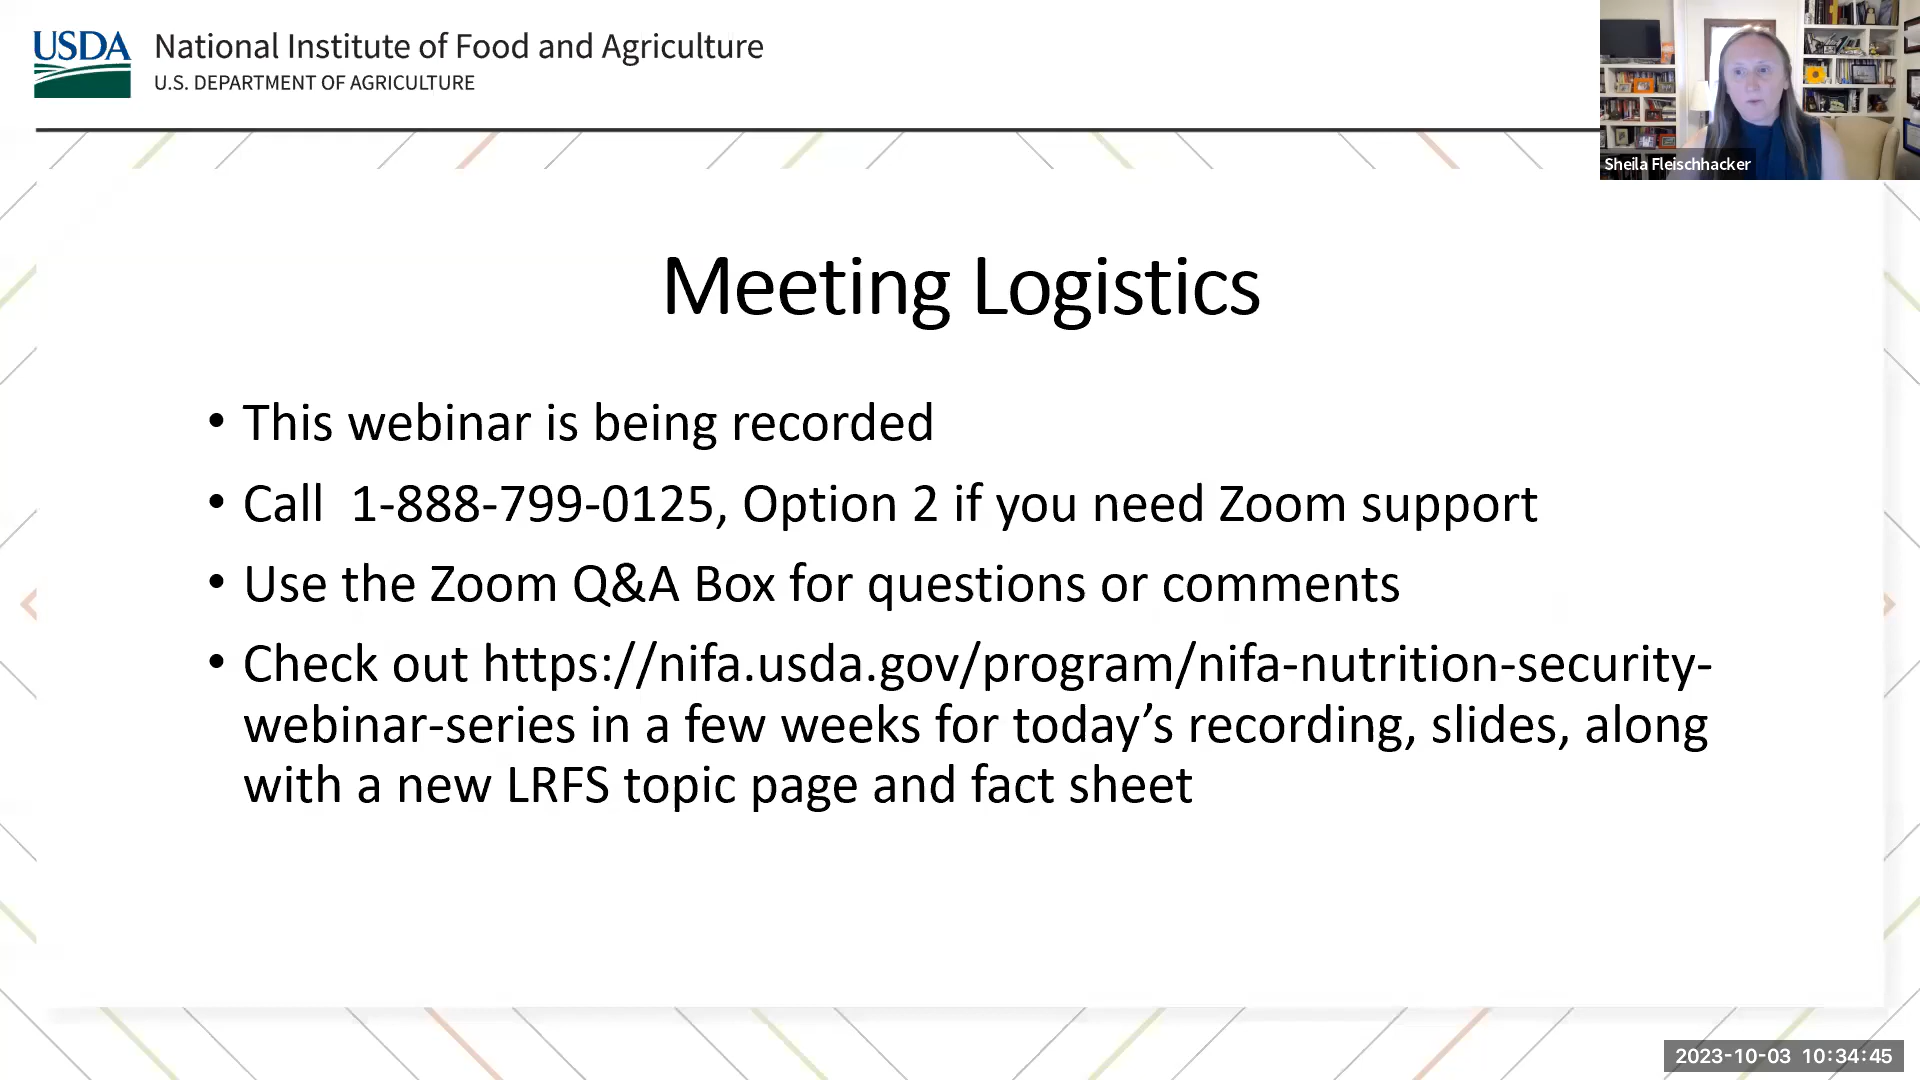 USDA
National Institute of Food and Agriculture
U.S. DEPARTMENT OF AGRICULTURE
Sheila Fleischhacker
Meeting Logistics
• This webinar is being recorded
• Call  1-888-799-0125, Option 2 if you need Zoom support
• Use the Zoom Q&A Box for questions or comments
• Check out https://nifa.usda.gov/program/nifa-nutrition-security-
webinar-series in a few weeks for today’s recording, slides, along
with a new LRFS topic page and fact sheet
2023-10-03 10:34:45